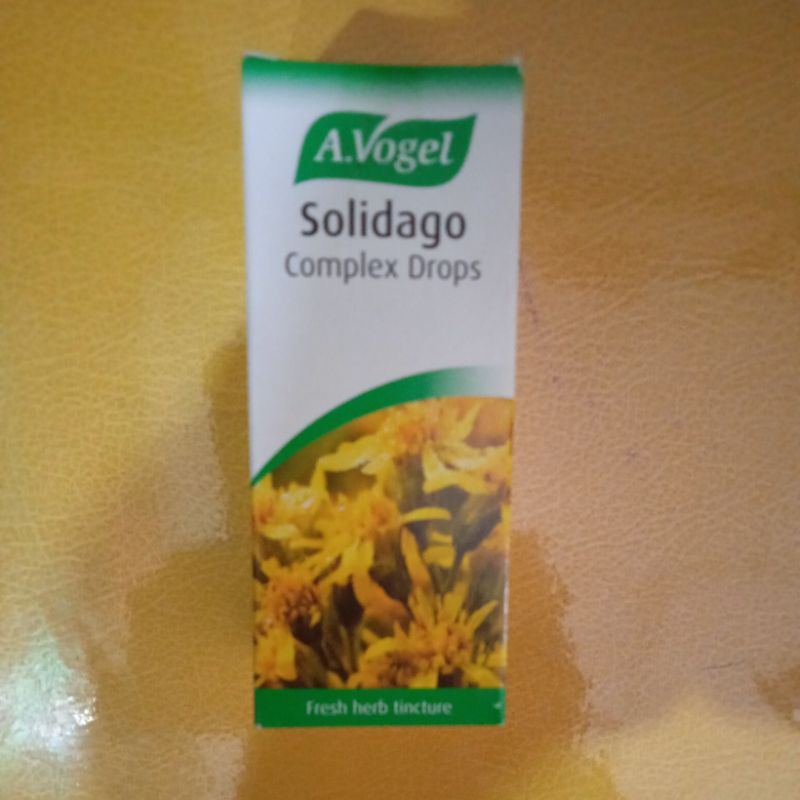 A.Vogel
Solidago
Complex Drops
Fresh herb tincture